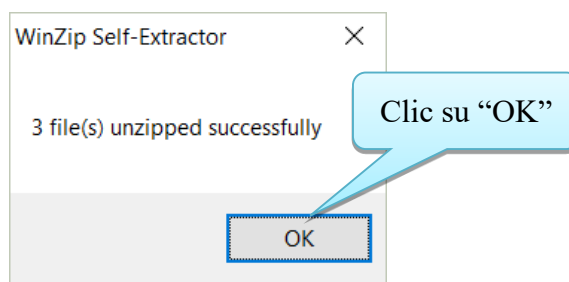 WinZip Self-Extractor
3 file(s) unzipped successfully
Clic su “OK”
OK